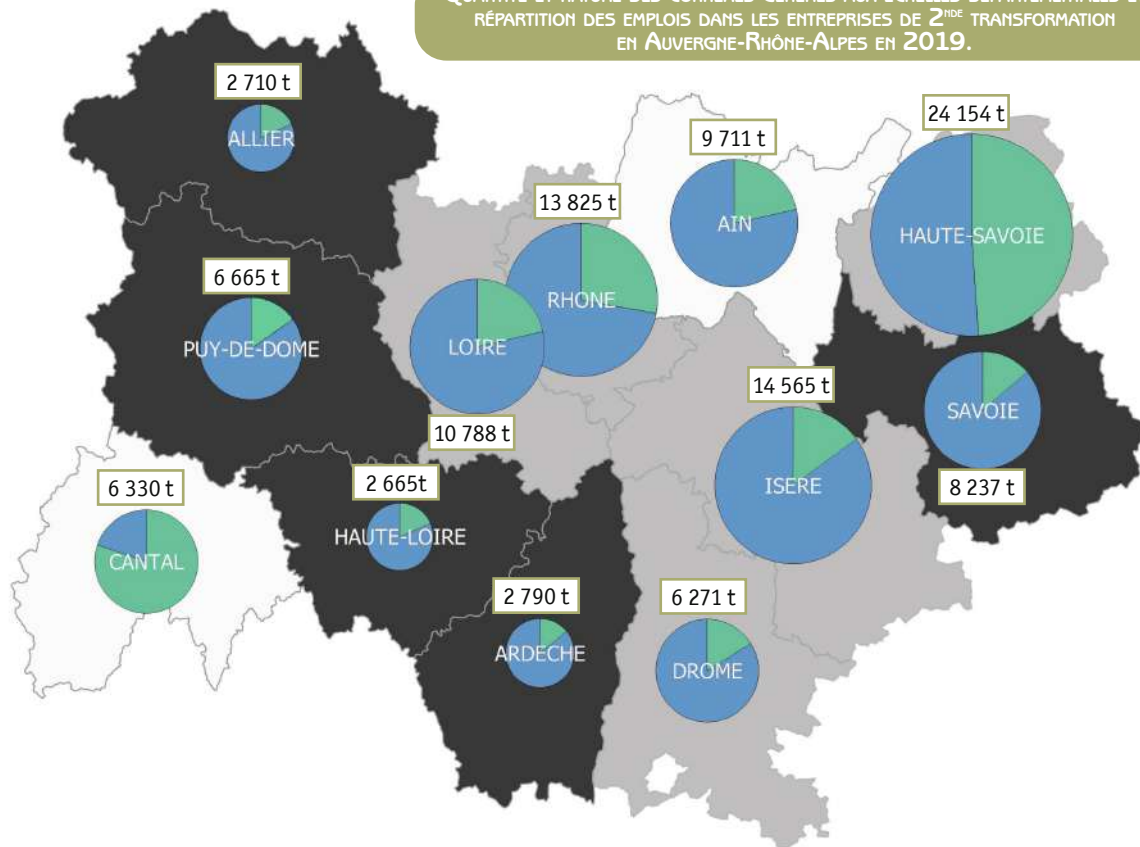 RÉPARTITION DES EMPLOIS DANS LES ENTREPRISES DE 2NDE TRANSFORMATION
EN AUVERGNE-RHÔNE-ALPES EN 2019.
2 710 t
ALLIER
24 154 t
HAUTE-SAVOIE
9 711 t
AIN
13 825 t
RHONE
6 665 t
PUY-DE-DOME
LOIRE
10 788 t
14 565 t
ISERE
SAVOIE
8 237 t
6 330 t
CANTAL
2 665t
HAUTE-LOIRE
2 790 t
ARDECHE
6 271 t
DROME